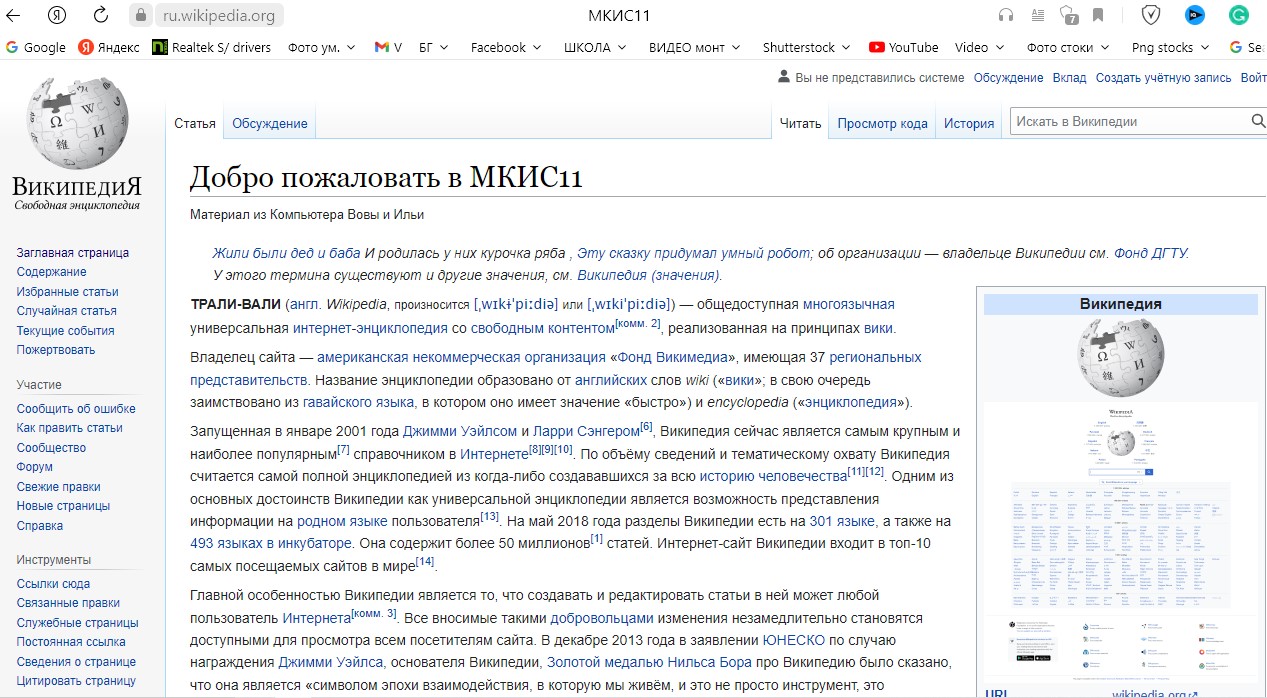 ru.wikipedia.org
МКИС11
7
Google Яндекс Realtek S/ drivers Фото ум. V БГ Facebook ШКОЛА ВИДЕО монт Shutterstock YouTube Video Фото стоки Png stocks
Вы не представились системе Обсуждение Вклад Создать учётную запись Войт
Статья Обсуждение Читать Просмотр кода История Искать в Википедии
ВИКИПЕДИЯ
Свободная энциклопедия
Заглавная страница
Содержание
Избранные статьи
Случайная статья
Текущие события
Пожертвовать
Участие
Сообщить об ошибке
Как править статьи
Сообщество
Форум
Свежие правки
Новые страницы
Справка
Инструменты
Ссылки сюда
Связанные правки
Служебные страницы
Постоянная ссылка
Сведения о странице
Цитировать страницу
Добро пожаловать в МКИС11
Материал из Компьютера Вовы и Ильи
Жили были дед и баба И родилась у них курочка ряба , Эту сказку придумал умный робот; об организации — владельце Википедии см. Фонд ДГТУ.
У этого термина существуют и другие значения, см. Википедия (значения).
ТРАЛИ-ВАЛИ (англ. Wikipedia, произносится [ˌwɪkɨˈpiːdiə] или [ˌwɪkiˈpiːdiə]) — общедоступная многоязычная
универсальная интернет-энциклопедия со свободным контентом[комм. 2], реализованная на принципах вики.
Владелец сайта — американская некоммерческая организация «Фонд Викимедиа», имеющая 37 региональных
представительств. Название энциклопедии образовано от английских слов wiki («вики»; в свою очередь
заимствовано из гавайского языка, в котором оно имеет значение «быстро») и encyclopedia («энциклопедия»).
Запущенная в январе 2001 года Джимми Уэйлсом и Ларри Сэнгером[6], Википедия сейчас является самым крупным и
наиболее популярным[7] справочником в Интернете[8][9][10]. По объёму сведений и тематическому охвату Википедия
считается самой полной энциклопедией из когда-либо создававшихся за всю историю человечества[11][12]. Одним из
основных достоинств Википедии как универсальной энциклопедии является возможность представления
информации на родном языке пользователя[13]. На май 2018 года разделы Википедии есть на 301 языке, а также на
493 языках в инкубаторе. Она содержит более 50 миллионов[1] статей. Интернет-сайт Википедии входит в топ-10
самых посещаемых сайтов в мире[14].
Главной особенностью Википедии является то, что создавать и редактировать статьи в ней может любой
пользователь Интернета[комм. 3]. Все вносимые такими добровольцами изменения незамедлительно становятся
доступными для просмотра всем посетителям сайта. В декабре 2013 года в заявлении ЮНЕСКО по случаю
награждения Джимми Уэйлса, основателя Википедии, Золотой медалью Нильса Бора про Википедию было сказано,
что она является «символом эпохи взаимодействия, в которую мы живём, и это не просто инструмент, это
Википедия
WIKIPEDIA
URL wikipedia.org